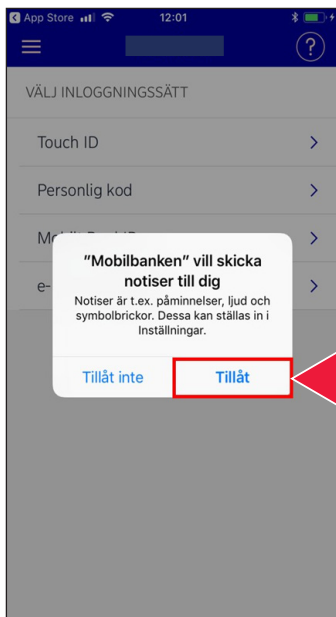 App Store 12:01
VÄLJ INLOGGNINGSSÄTT
Touch ID
Personlig kod
e-
"Mobilbanken" vill skicka
notiser till dig
Notiser är t.ex. påminnelser, ljud och
symbolbrickor. Dessa kan ställas in i
Inställningar.
Tillåt inte Tillåt